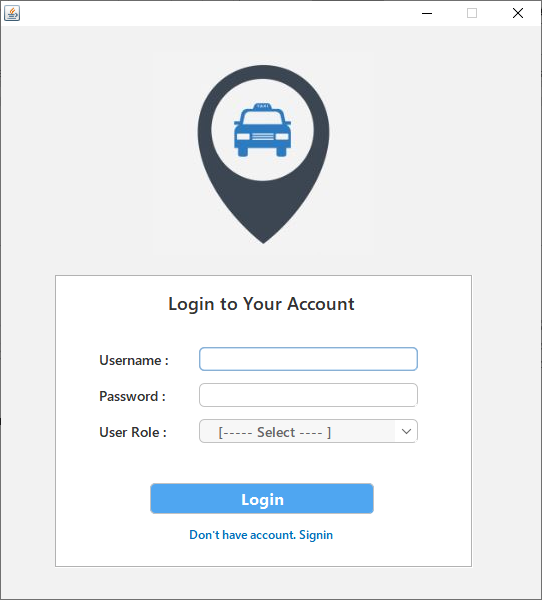 TAXI
Login to Your Account
Username :
Password :
User Role :
[----- Select ---- ]
Login
Don't have account. Signin